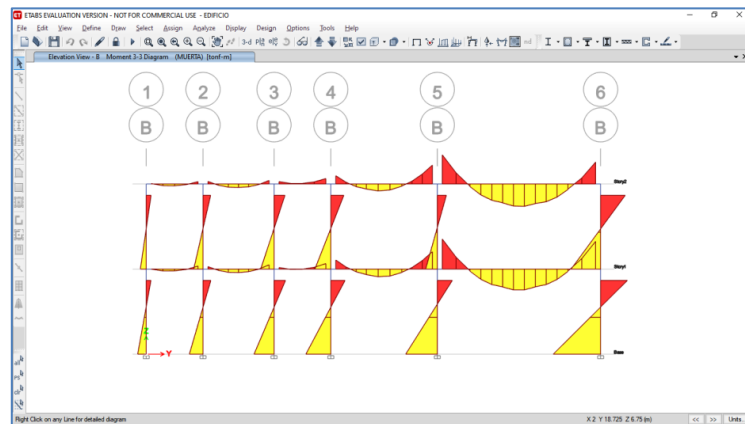 ETABS EVALUATION VERSION - NOT FOR COMMERCIAL USE - EDIFICIO
File Edit View Define Draw Select Assign Analyze Display Design Options Tools Help
Elevation View - B Moment 3-3 Diagram. (MUERTA) [tonf-m]
1 2 3 4 5 6
B B B B B B
Story2
Story1
Base
Z
Y
Right Click on any Line for detailed diagram
X 2 Y 18.725 Z 6.75 (m)
<< >> Units...